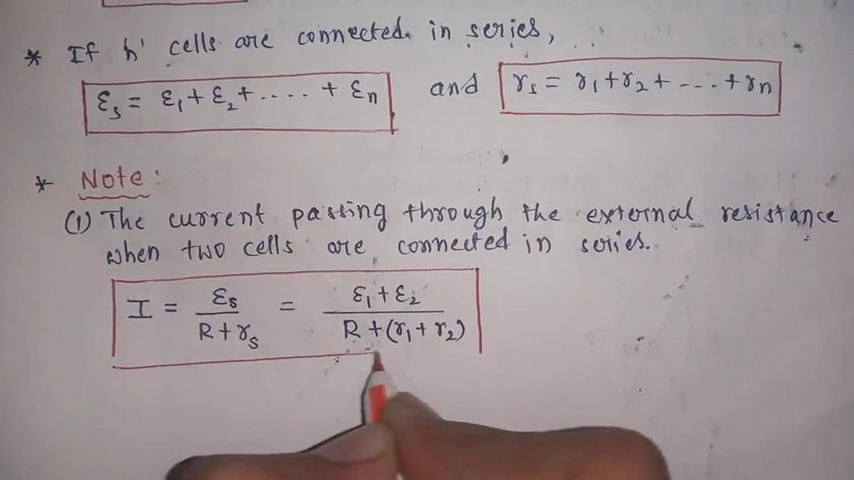 * If 'n' cells are connected in series,
εs = ε1 + ε2 + ..... + εn and rs = r1 + r2 + --- + rn
* Note:
(1) The current passing through the external resistance
when two cells are connected in series.
I = εs / (R + rs) = (ε1 + ε2) / (R + (r1 + r2))